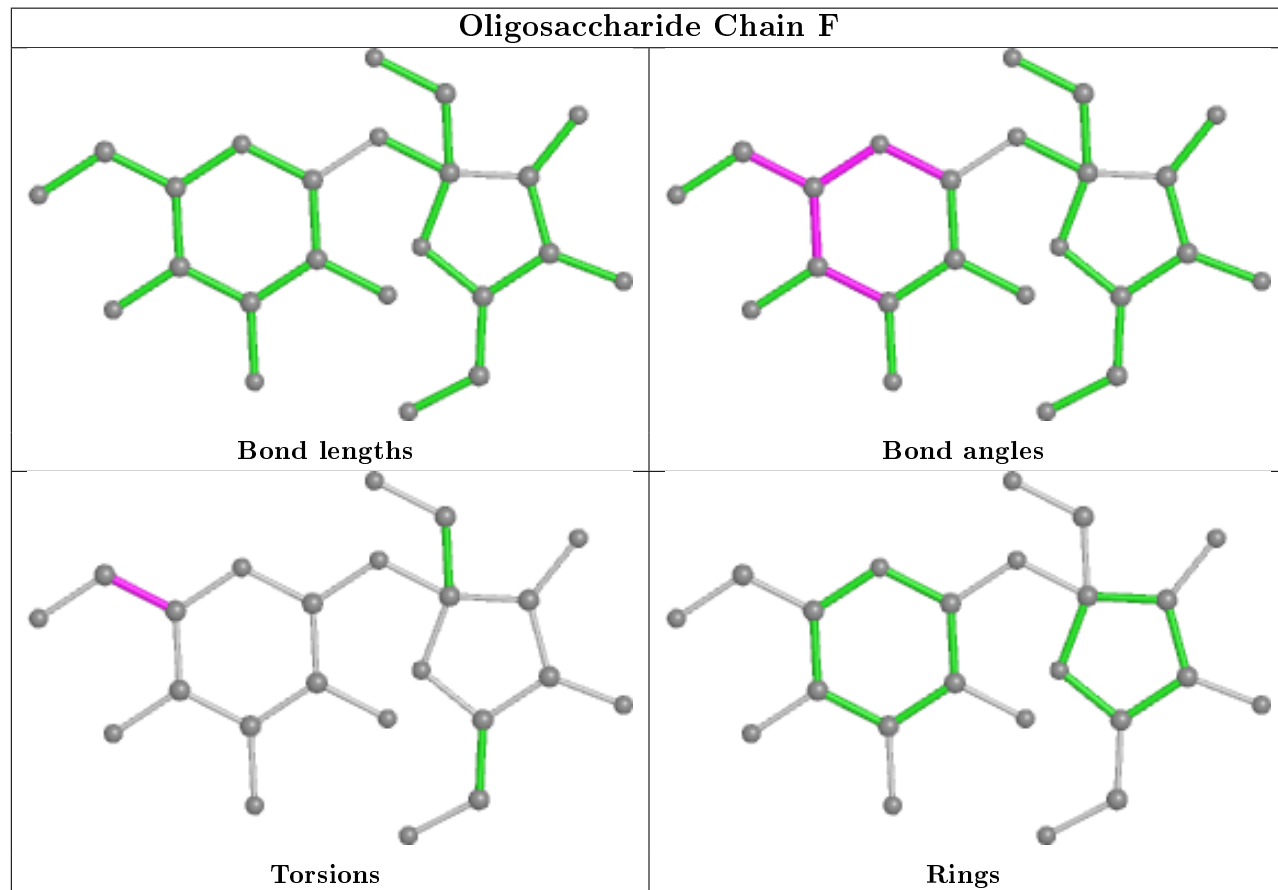 Oligosaccharide Chain F
Bond lengths
Bond angles
Torsions
Rings